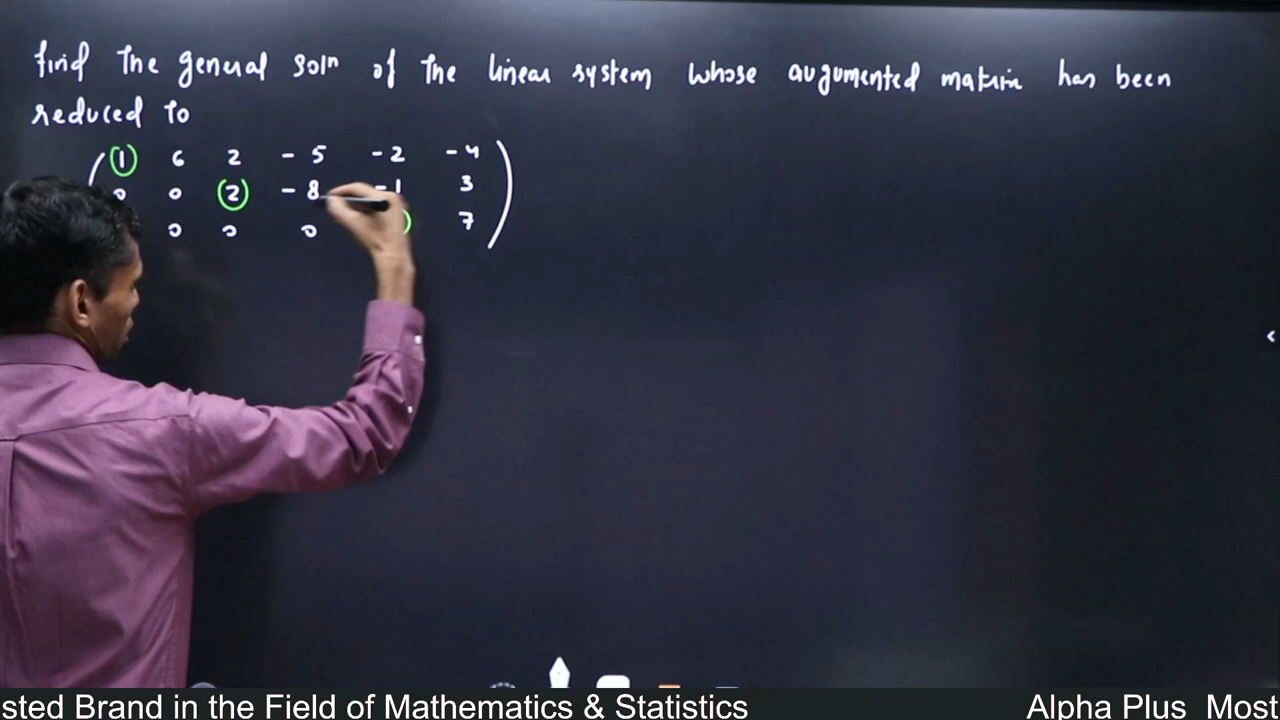 find the general soln of the linear system whose augumented matrix has been
reduced to
1 6 2 -5 -2 -4
0 0 2 -8 -1 3
0 0 0 7
sted Brand in the Field of Mathematics & Statistics
Alpha Plus Most